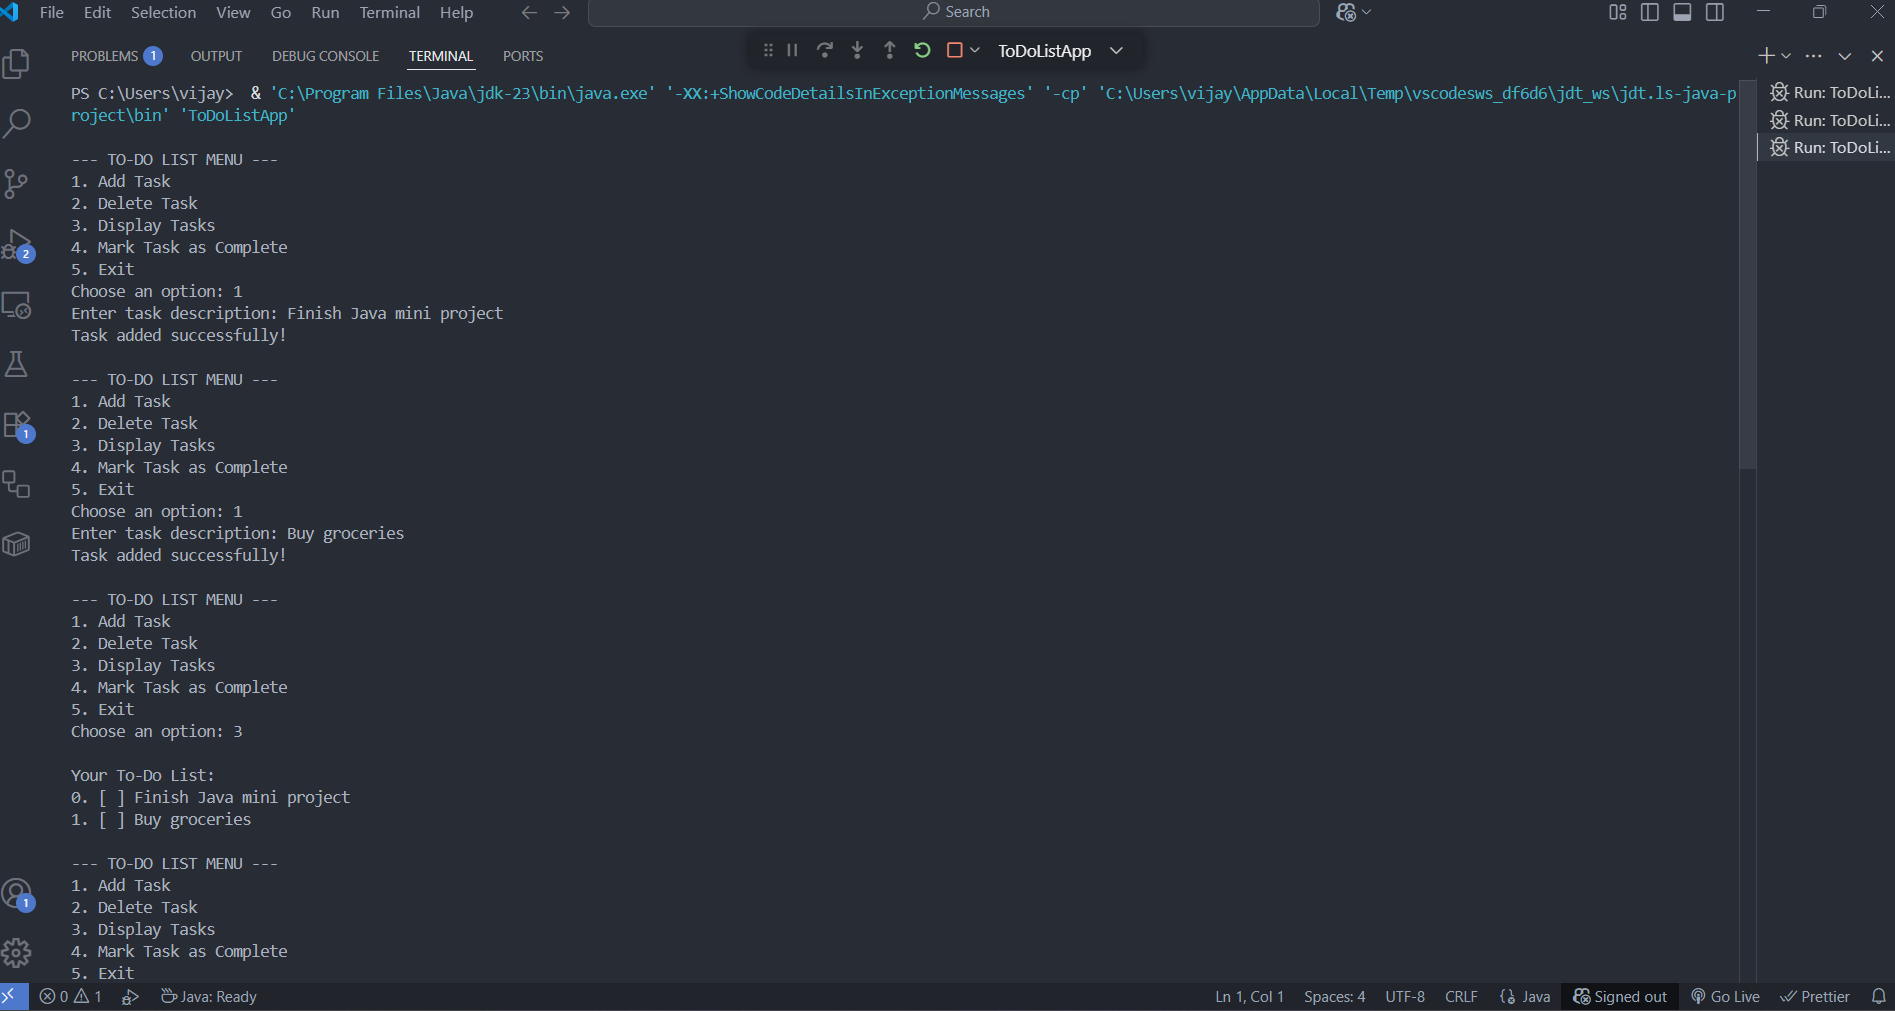 File Edit Selection View Go Run Terminal Help Search
PROBLEMS 1 OUTPUT DEBUG CONSOLE TERMINAL PORTS ToDoListApp
PS C:\Users\vijay>  & 'C:\Program Files\Java\jdk-23\bin\java.exe' '-XX:+ShowCodeDetailsInExceptionMessages' '-cp' 'C:\Users\vijay\AppData\Local\Temp\vscodesws_df6d6\jdt_ws\jdt.ls-java-p
roject\bin' 'ToDoListApp'
Run: ToDoLi...
Run: ToDoLi...
Run: ToDoLi...
--- TO-DO LIST MENU ---
1. Add Task
2. Delete Task
3. Display Tasks
4. Mark Task as Complete
5. Exit
Choose an option: 1
Enter task description: Finish Java mini project
Task added successfully!
--- TO-DO LIST MENU ---
1. Add Task
2. Delete Task
3. Display Tasks
4. Mark Task as Complete
5. Exit
Choose an option: 1
Enter task description: Buy groceries
Task added successfully!
--- TO-DO LIST MENU ---
1. Add Task
2. Delete Task
3. Display Tasks
4. Mark Task as Complete
5. Exit
Choose an option: 3
Your To-Do List:
0. [ ] Finish Java mini project
1. [ ] Buy groceries
--- TO-DO LIST MENU ---
1. Add Task
2. Delete Task
3. Display Tasks
4. Mark Task as Complete
5. Exit
2
1
1
0 1 Java: Ready Ln 1, Col 1 Spaces: 4 UTF-8 CRLF Java Signed out Go Live Prettier